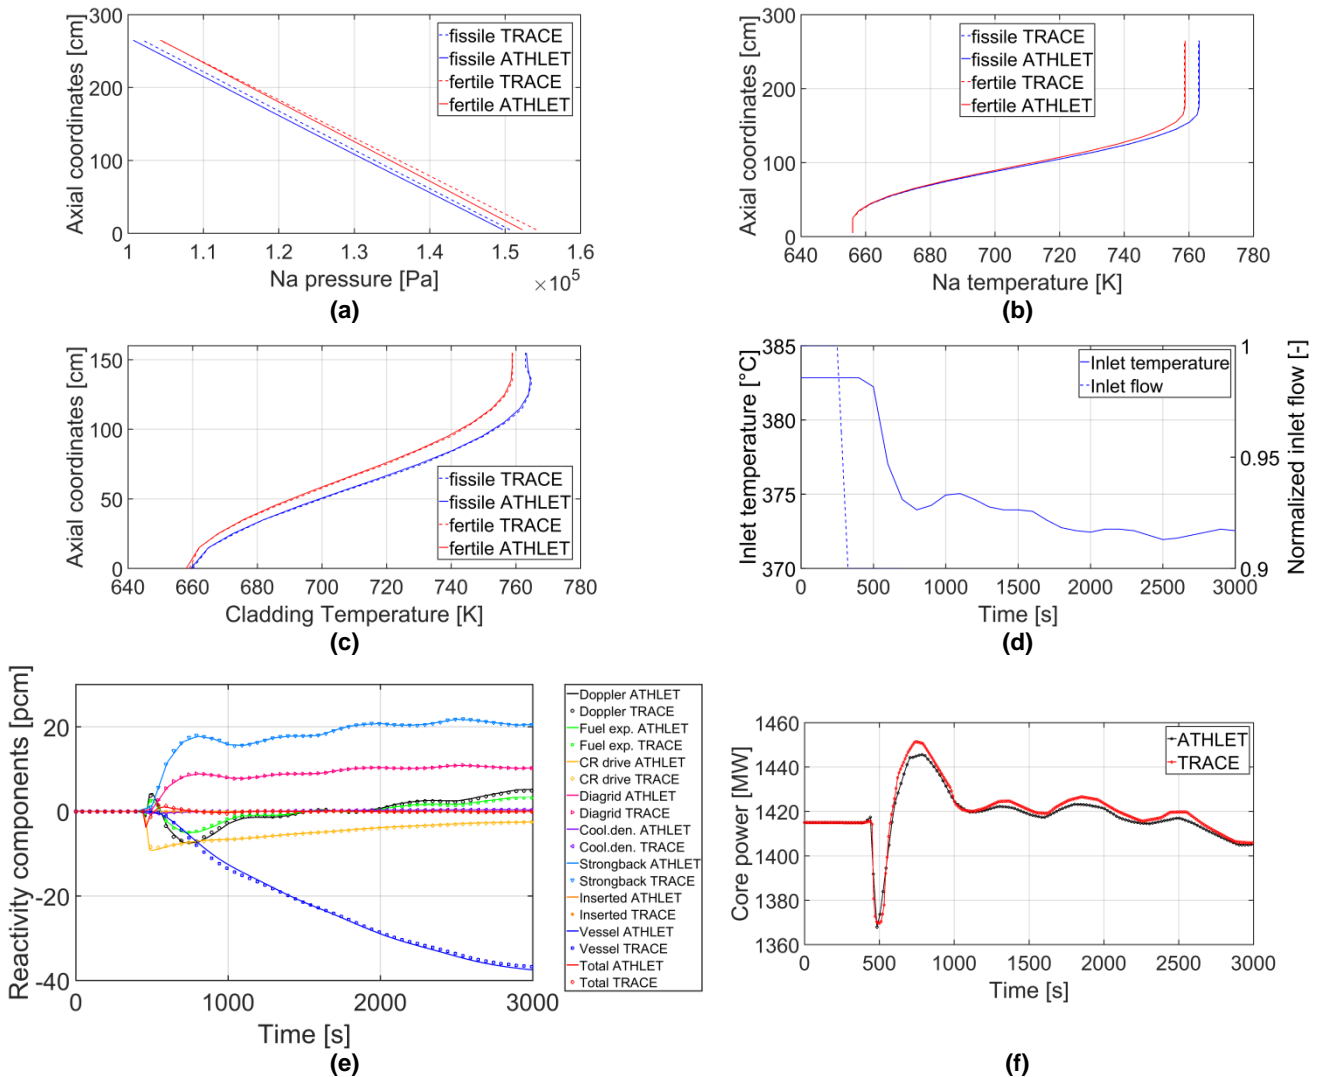 300
200
100
0
Axial coordinates [cm]
fissile TRACE
fissile ATHLET
fertile TRACE
fertile ATHLET
1 1.1 1.2 1.3 1.4 1.5 1.6
Na pressure [Pa] ×10⁵
(a)
300
200
100
0
Axial coordinates [cm]
fissile TRACE
fissile ATHLET
fertile TRACE
fertile ATHLET
640 660 680 700 720 740 760 780
Na temperature [K]
(b)
150
100
50
0
Axial coordinates [cm]
fissile TRACE
fissile ATHLET
fertile TRACE
fertile ATHLET
640 660 680 700 720 740 760 780
Cladding Temperature [K]
(c)
385
380
375
370
Inlet temperature [°C]
Inlet temperature
Inlet flow
1
0.95
0.9
Normalized inlet flow [-]
0 500 1000 1500 2000 2500 3000
Time [s]
(d)
20
0
-20
-40
Reactivity components [pcm]
0 1000 2000 3000
Time [s]
Doppler ATHLET
Doppler TRACE
Fuel exp. ATHLET
Fuel exp. TRACE
CR drive ATHLET
CR drive TRACE
Diagrid ATHLET
Diagrid TRACE
Cool.den. ATHLET
Cool.den. TRACE
Strongback ATHLET
Strongback TRACE
Inserted ATHLET
Inserted TRACE
Vessel ATHLET
Vessel TRACE
Total ATHLET
Total TRACE
(e)
1460
1440
1420
1400
1380
1360
Core power [MW]
ATHLET
TRACE
0 500 1000 1500 2000 2500 3000
Time [s]
(f)